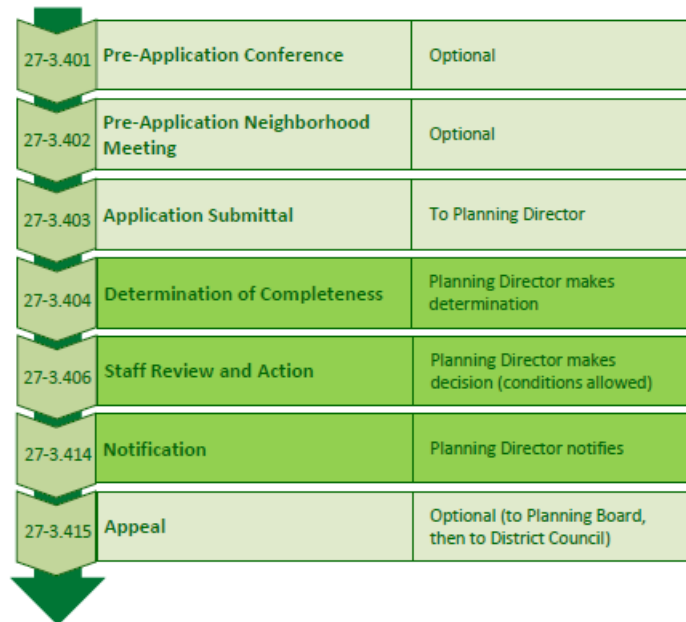 27-3.401
Pre-Application Conference
Optional
27-3.402
Pre-Application Neighborhood
Meeting
Optional
27-3.403
Application Submittal
To Planning Director
27-3.404
Determination of Completeness
Planning Director makes
determination
27-3.406
Staff Review and Action
Planning Director makes
decision (conditions allowed)
27-3.414
Notification
Planning Director notifies
27-3.415
Appeal
Optional (to Planning Board,
then to District Council)